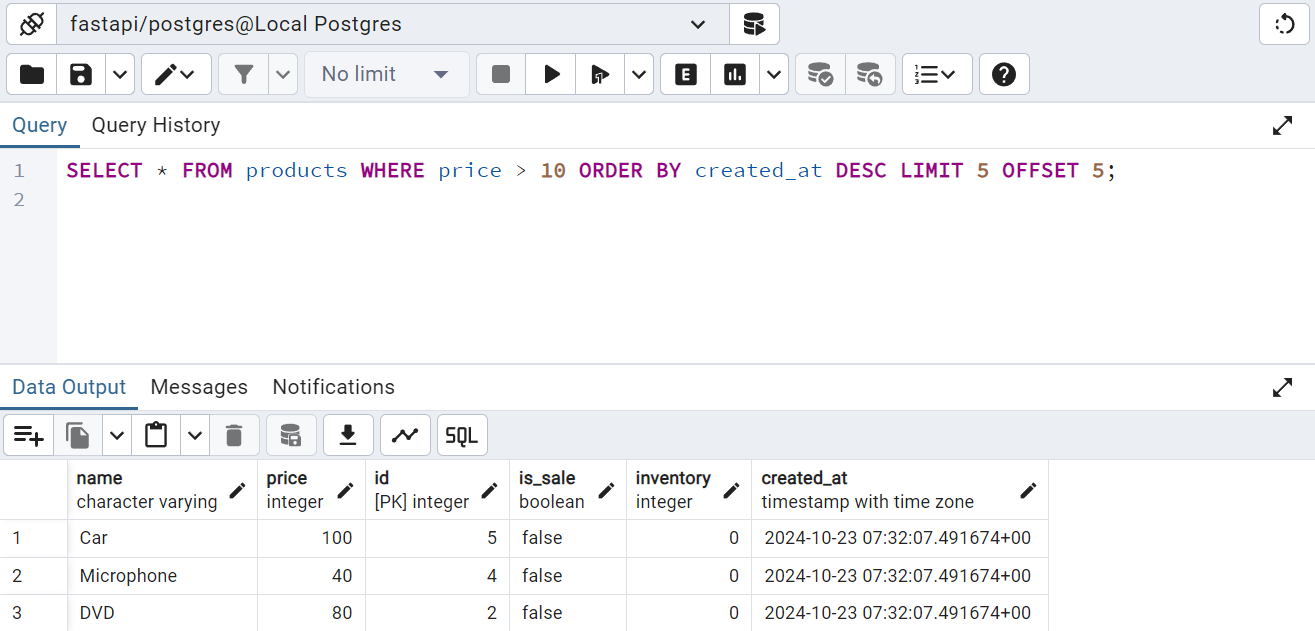 fastapi/postgres@Local Postgres
No limit
E
Query Query History
1 SELECT * FROM products WHERE price > 10 ORDER BY created_at DESC LIMIT 5 OFFSET 5;
2
Data Output Messages Notifications
SQL
name price id is_sale inventory created_at
character varying integer [PK] integer boolean integer timestamp with time zone
1 Car 100 5 false 0 2024-10-23 07:32:07.491674+00
2 Microphone 40 4 false 0 2024-10-23 07:32:07.491674+00
3 DVD 80 2 false 0 2024-10-23 07:32:07.491674+00